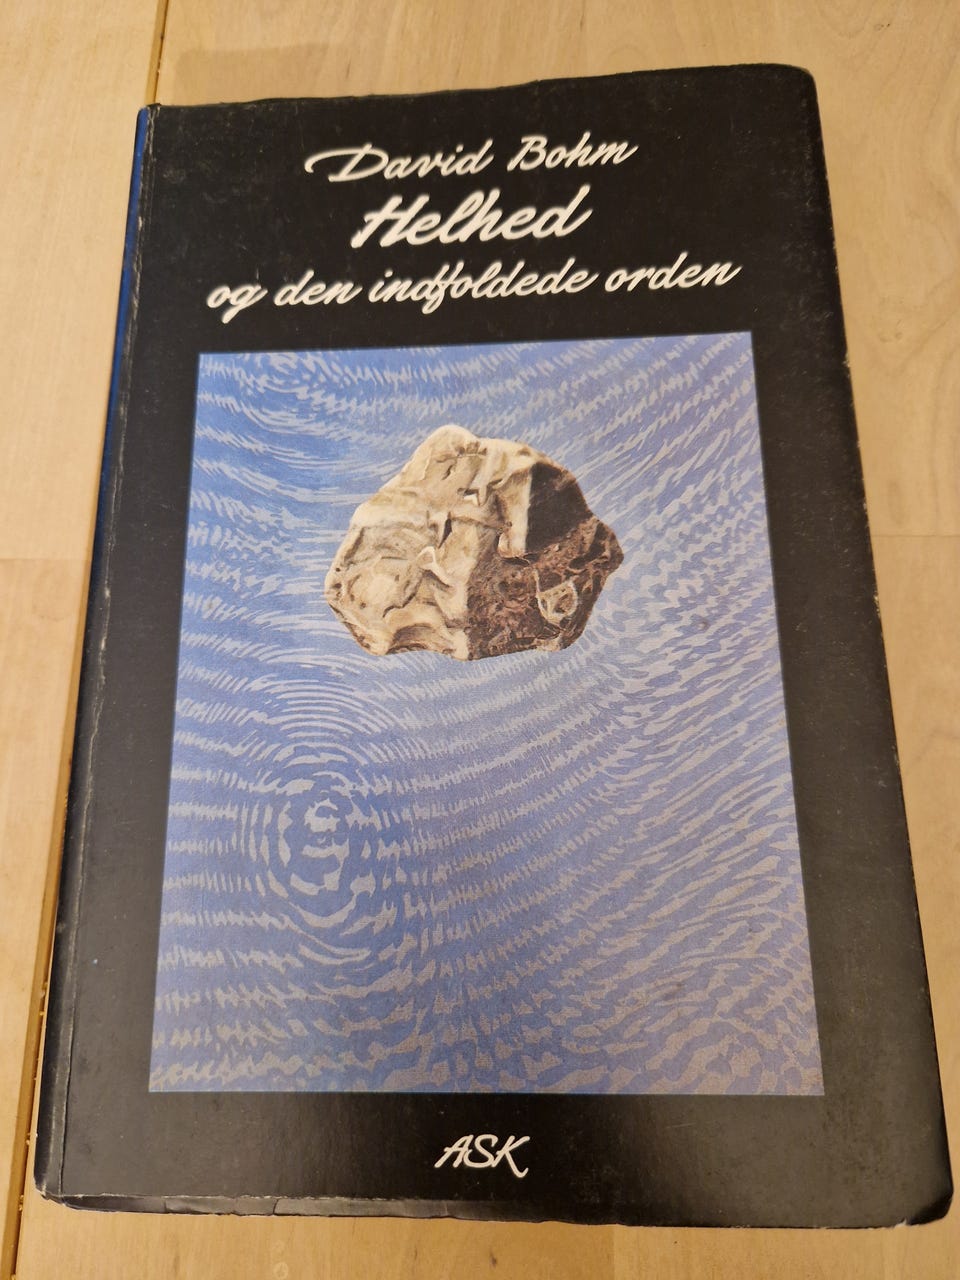 David Bohm
Helhed
og den indfoldede orden
ASK